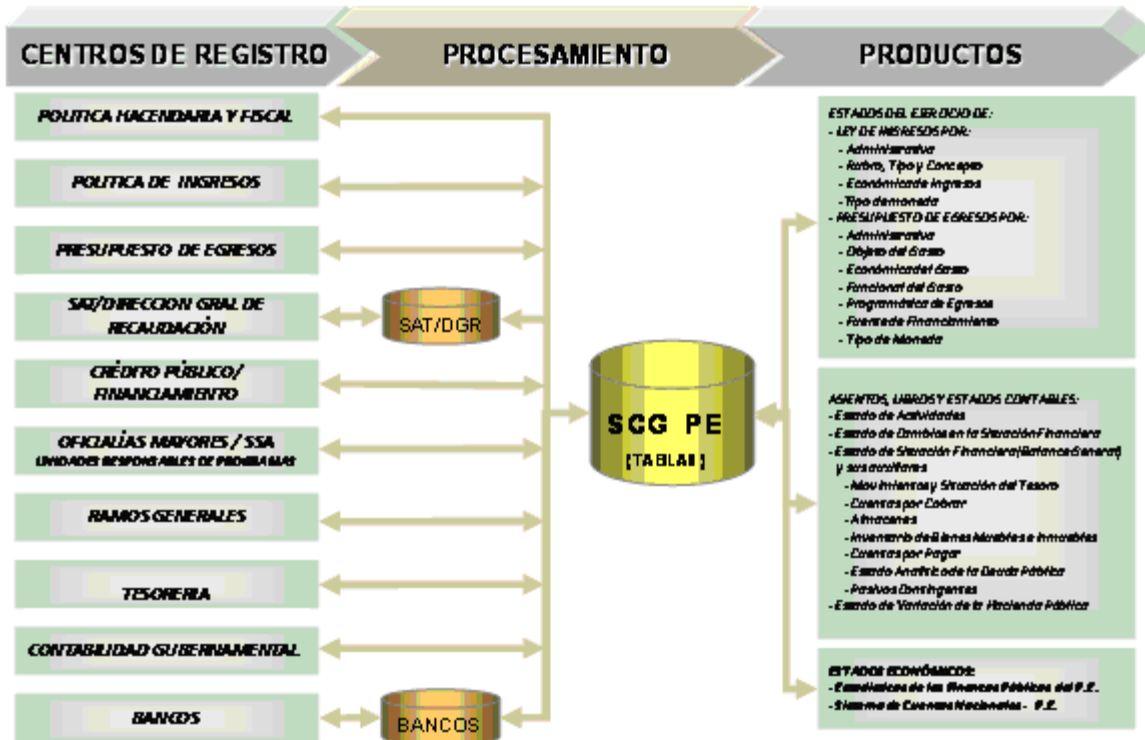 CENTROS DE REGISTRO
PROCESAMIENTO
PRODUCTOS
POLITICA HACENDARIA Y FISCAL
POLITICA DE INGRESOS
PRESUPUESTO DE EGRESOS
SAT/DIRECCION GRAL DE
RECAUDACIÓN
CRÉDITO PÚBLICO/
FINANCIAMIENTO
OFICIALÍAS MAYORES / SSA
UNIDADES RESPONSABLES DE PROGRAMAS
RAMOS GENERALES
TESORERIA
CONTABILIDAD GUBERNAMENTAL
BANCOS
SAT/DGR
BANCOS
SCG PE
(TABLAS)
ESTADOS DEL EJERCICIO DE:
- LEY DE INGRESOS POR:
- Administrativa
- Rubro, Tipo y Concepto
- Económica de Ingresos
- Tipo de moneda
- PRESUPUESTO DE EGRESOS POR:
- Administrativa
- Objeto del Gasto
- Económica del Gasto
- Funcional del Gasto
- Programática de Egresos
- Fuente de Financiamiento
- Tipo de Moneda
ASIENTOS, LIBROS Y ESTADOS CONTABLES:
- Estado de Actividades
- Estado de Cambios en la Situación Financiera
- Estado de Situación Financiera (Balance General)
y sus auxiliares
- Movimientos y Situación del Tesoro
- Cuentas por Cobrar
- Almacenes
- Inventario de Bienes Muebles e Inmuebles
- Cuentas por Pagar
- Estado Analítico de la Deuda Pública
- Pasivos Contingentes
- Estado de Variación de la Hacienda Pública
ESTADOS ECONÓMICOS:
- Estadísticas de las Finanzas Públicas del P.E.
- Sistema de Cuentas Nacionales - P.E.